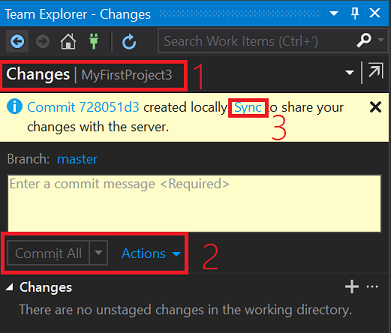 Team Explorer - Changes
Search Work Items (Ctrl+')
Changes | MyFirstProject3 1
Commit 728051d3 created locally. Sync to share your
changes with the server.
3
Branch: master
Enter a commit message <Required>
Commit All Actions 2
Changes
There are no unstaged changes in the working directory.